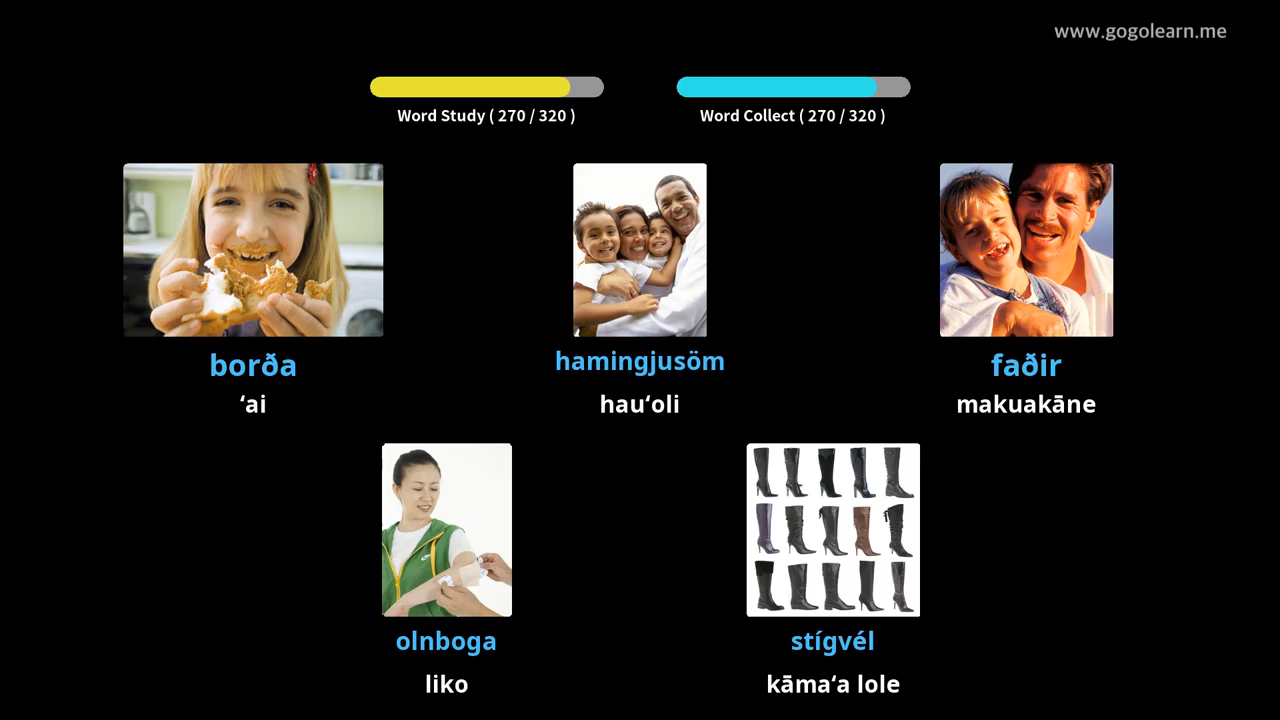 www.gogolearn.me
Word Study ( 270 / 320 )
Word Collect ( 270 / 320 )
borða
hamingjusöm
faðir
ʻai
hauʻoli
makuakāne
olnboga
stígvél
liko
kāmaʻa lole